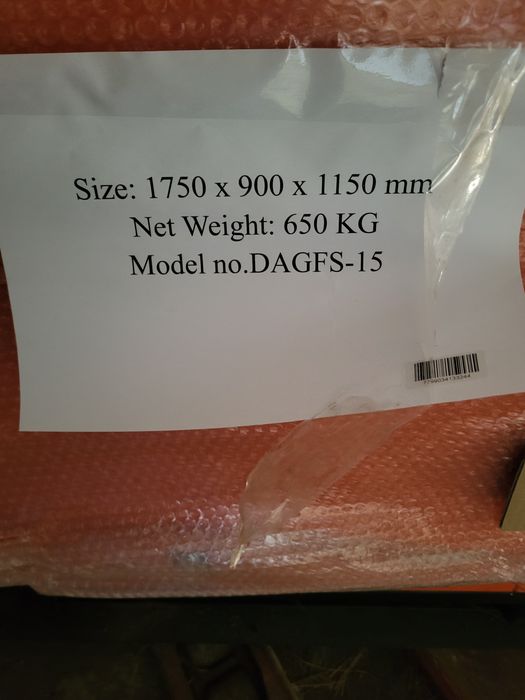 Size: 1750 x 900 x 1150 mm
Net Weight: 650 KG
Model no.DAGFS-15